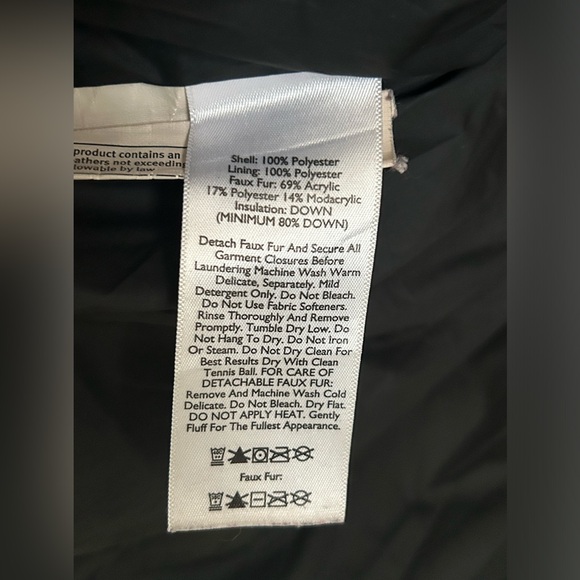 product contains an
athers not exceeding
lowable by law
Shell: 100% Polyester
Lining: 100% Polyester
Faux Fur: 69% Acrylic
17% Polyester 14% Modacrylic
Insulation: DOWN
(MINIMUM 80% DOWN)
Detach Faux Fur And Secure All
Garment Closures Before
Laundering Machine Wash Warm
Delicate, Separately. Mild
Detergent Only. Do Not Bleach.
Do Not Use Fabric Softeners.
Rinse Thoroughly And Remove
Promptly. Tumble Dry Low. Do
Not Hang To Dry. Do Not Iron
Or Steam. Do Not Dry Clean For
Best Results Dry With Clean
Tennis Ball. FOR CARE OF
DETACHABLE FAUX FUR:
Remove And Machine Wash Cold
Delicate. Do Not Bleach. Dry Flat.
DO NOT APPLY HEAT. Gently
Fluff For The Fullest Appearance.
Faux Fur: